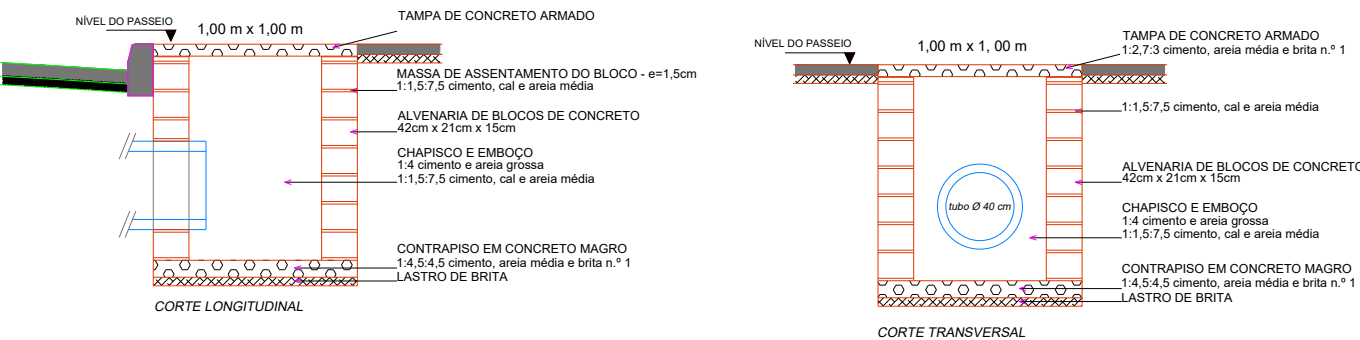 NÍVEL DO PASSEIO
1,00 m x 1,00 m
TAMPA DE CONCRETO ARMADO
MASSA DE ASSENTAMENTO DO BLOCO - e=1,5cm
1:1,5:7,5 cimento, cal e areia média
ALVENARIA DE BLOCOS DE CONCRETO
42cm x 21cm x 15cm
CHAPISCO E EMBOÇO
1:4 cimento e areia grossa
1:1,5:7,5 cimento, cal e areia média
CONTRAPISO EM CONCRETO MAGRO
1:4,5:4,5 cimento, areia média e brita n.º 1
LASTRO DE BRITA
CORTE LONGITUDINAL
NÍVEL DO PASSEIO
1,00 m x 1, 00 m
TAMPA DE CONCRETO ARMADO
1:2,7:3 cimento, areia média e brita n.º 1
1:1,5:7,5 cimento, cal e areia média
ALVENARIA DE BLOCOS DE CONCRETO
42cm x 21cm x 15cm
tubo Ø 40 cm
CHAPISCO E EMBOÇO
1:4 cimento e areia grossa
1:1,5:7,5 cimento, cal e areia média
CONTRAPISO EM CONCRETO MAGRO
1:4,5:4,5 cimento, areia média e brita n.º 1
LASTRO DE BRITA
CORTE TRANSVERSAL